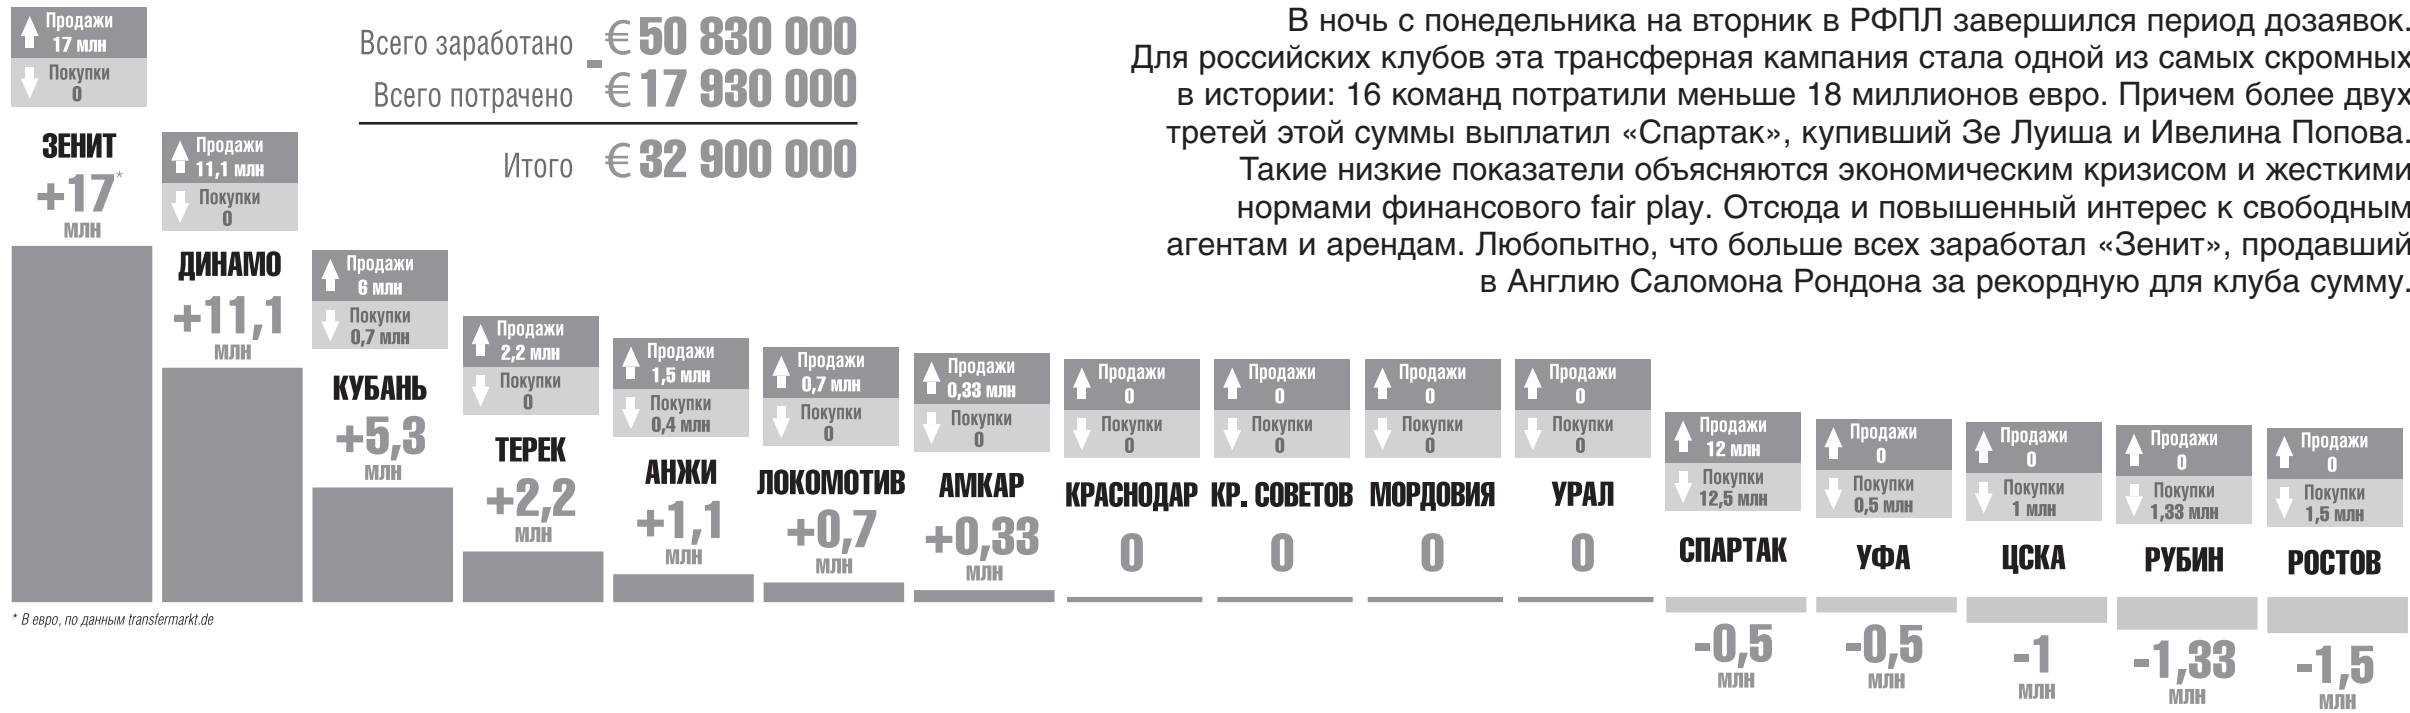 Продажи
17 млн
Покупки
0
ЗЕНИТ
+17*
млн
Продажи
11,1 млн
Покупки
0
ДИНАМО
+11,1
млн
Всего заработано € 50 830 000
-
Всего потрачено € 17 930 000
Итого € 32 900 000
В ночь с понедельника на вторник в РФПЛ завершился период дозаявок.
Для российских клубов эта трансферная кампания стала одной из самых скромных
в истории: 16 команд потратили меньше 18 миллионов евро. Причем более двух
третей этой суммы выплатил «Спартак», купивший Зе Луиша и Ивелина Попова.
Такие низкие показатели объясняются экономическим кризисом и жесткими
нормами финансового fair play. Отсюда и повышенный интерес к свободным
агентам и арендам. Любопытно, что больше всех заработал «Зенит», продавший
в Англию Саломона Рондона за рекордную для клуба сумму.
Продажи
6 млн
Покупки
0,7 млн
КУБАНЬ
+5,3
млн
Продажи
2,2 млн
Покупки
0
ТЕРЕК
+2,2
млн
Продажи
1,5 млн
Покупки
0,4 млн
АНЖИ
+1,1
млн
Продажи
0,7 млн
Покупки
0
ЛОКОМОТИВ
+0,7
млн
Продажи
0,33 млн
Покупки
0
АМКАР
+0,33
млн
Продажи
0
Покупки
0
КРАСНОДАР
0
Продажи
0
Покупки
0
КР. СОВЕТОВ
0
Продажи
0
Покупки
0
МОРДОВИЯ
0
Продажи
0
Покупки
0
УРАЛ
0
Продажи
12 млн
Покупки
12,5 млн
СПАРТАК
-0,5
млн
Продажи
0
Покупки
0,5 млн
УФА
-0,5
млн
Продажи
0
Покупки
1 млн
ЦСКА
-1
млн
Продажи
0
Покупки
1,33 млн
РУБИН
-1,33
млн
Продажи
0
Покупки
1,5 млн
РОСТОВ
-1,5
млн
* В евро, по данным transfermarkt.de